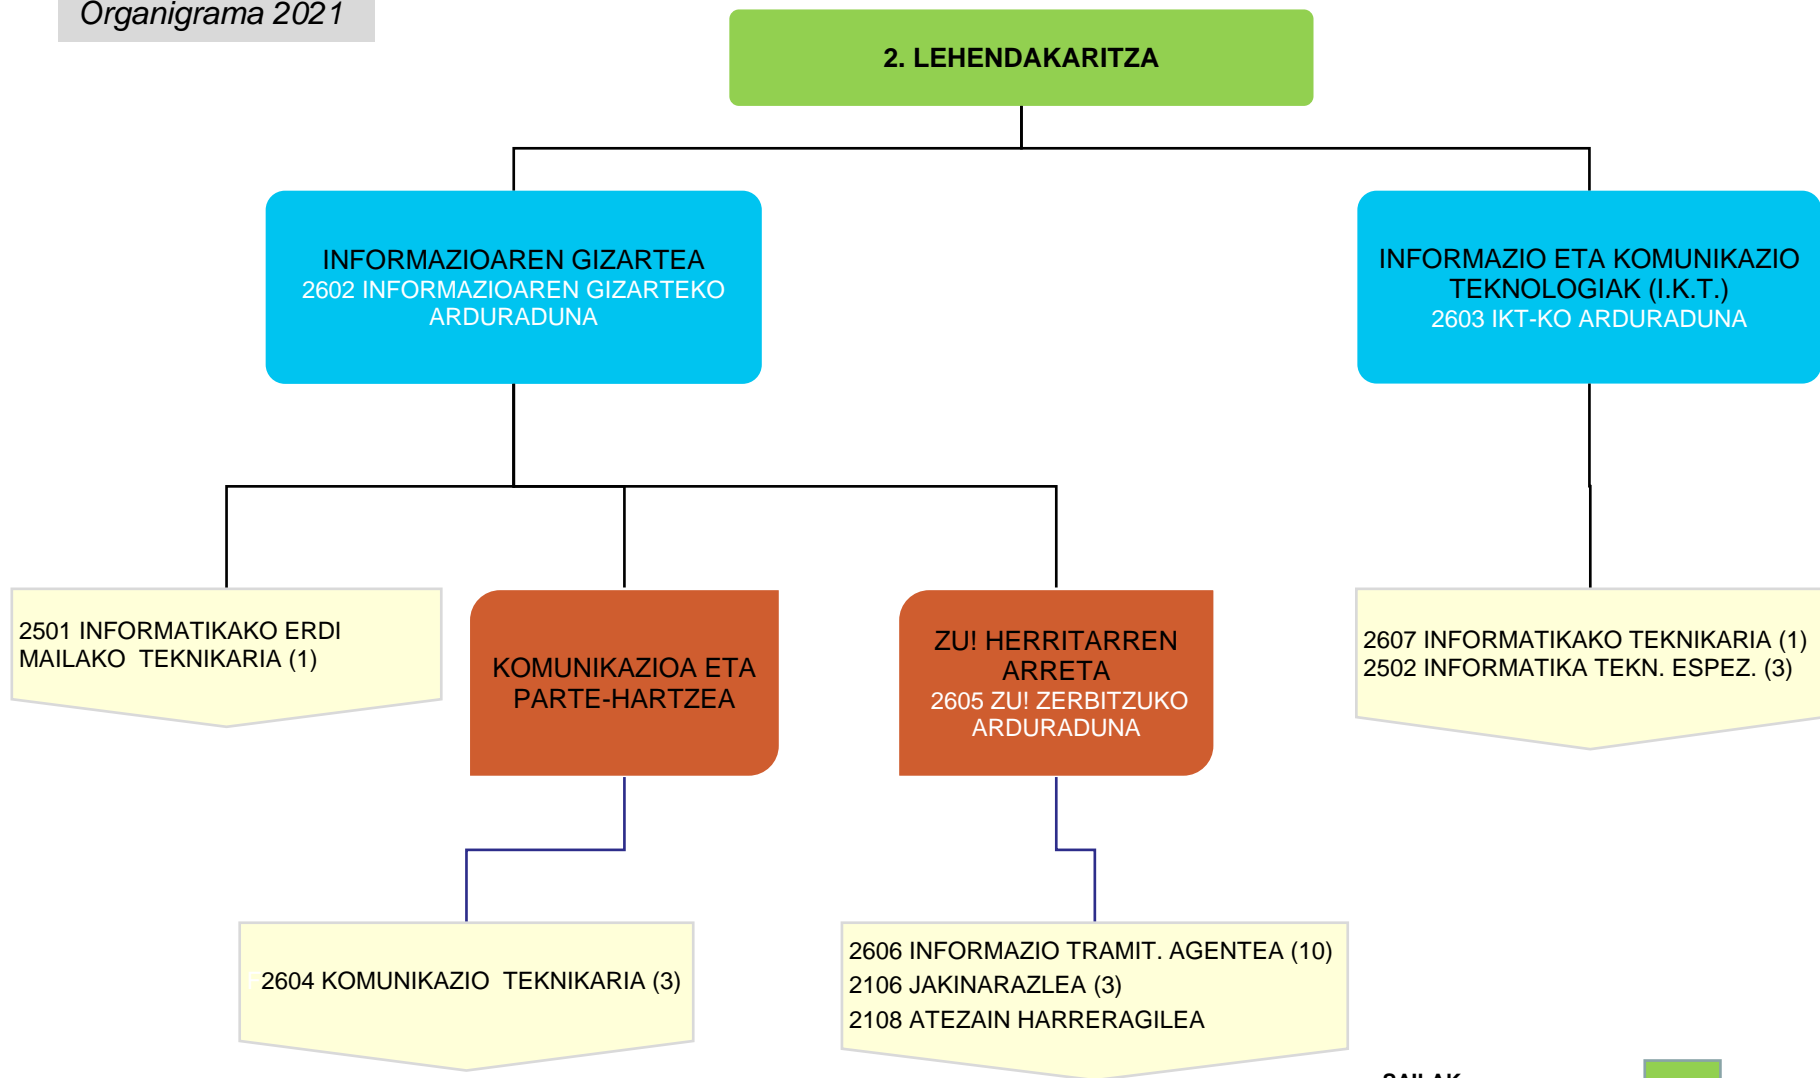 Organigrama 2021
2. LEHENDAKARITZA
INFORMAZIOAREN GIZARTEA
2602 INFORMAZIOAREN GIZARTEKO
ARDURADUNA
INFORMAZIO ETA KOMUNIKAZIO
TEKNOLOGIAK (I.K.T.)
2603 IKT-KO ARDURADUNA
2501 INFORMATIKAKO ERDI
MAILAKO TEKNIKARIA (1)
KOMUNIKAZIOA ETA
PARTE-HARTZEA
ZU! HERRITARREN
ARRETA
2605 ZU! ZERBITZUKO
ARDURADUNA
2607 INFORMATIKAKO TEKNIKARIA (1)
2502 INFORMATIKA TEKN. ESPEZ. (3)
2604 KOMUNIKAZIO TEKNIKARIA (3)
2606 INFORMAZIO TRAMIT. AGENTEA (10)
2106 JAKINARAZLEA (3)
2108 ATEZAIN HARRERAGILEA
SAILAK